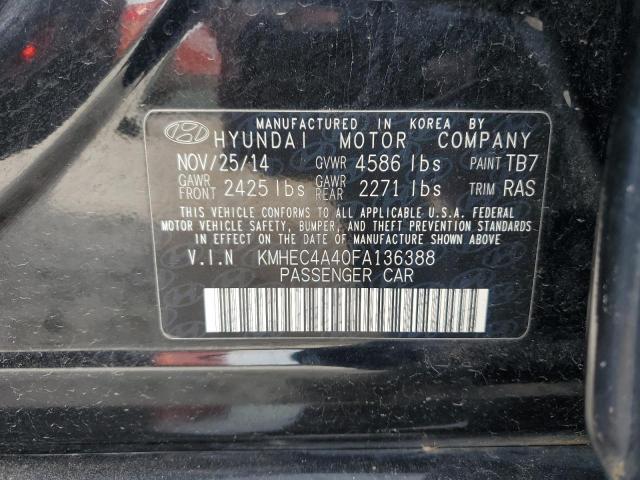 MANUFACTURED IN KOREA BY
HYUNDAI MOTOR COMPANY
NOV/25/14 GVWR 4586 lbs PAINT TB7
GAWR FRONT 2425 lbs GAWR REAR 2271 lbs TRIM RAS
THIS VEHICLE CONFORMS TO ALL APPLICABLE U.S.A. FEDERAL
MOTOR VEHICLE SAFETY, BUMPER, AND THEFT PREVENTION STANDARDS
IN EFFECT ON THE DATE OF MANUFACTURE SHOWN ABOVE
V.I.N KMHEC4A40FA136388
PASSENGER CAR